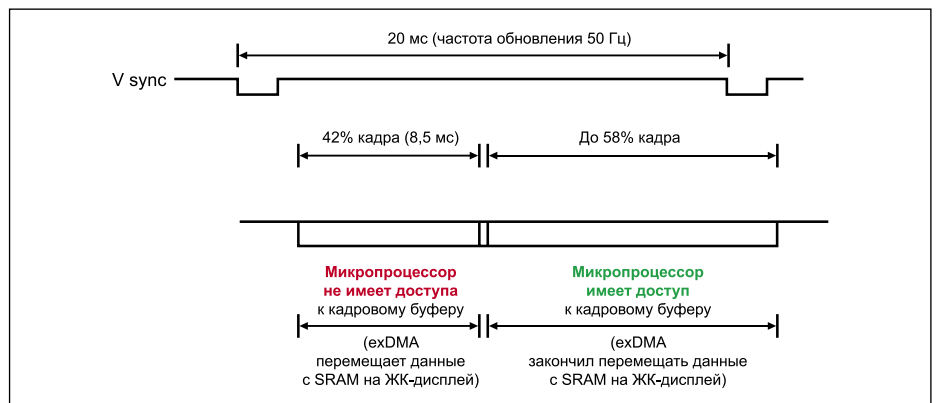 20 мс (частота обновления 50 Гц)
V sync
42% кадра (8,5 мс)
До 58% кадра
Микропроцессор
не имеет доступа
к кадровому буферу
(exDMA
перемещает данные
с SRAM на ЖК-дисплей)
Микропроцессор
имеет доступ
к кадровому буферу
(exDMA
закончил перемещать данные
с SRAM на ЖК-дисплей)